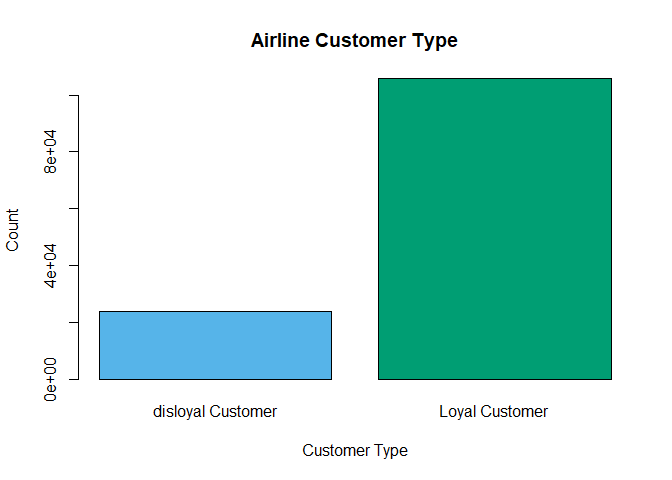 Airline Customer Type
Count
8e+04
4e+04
0e+00
disloyal Customer
Loyal Customer
Customer Type